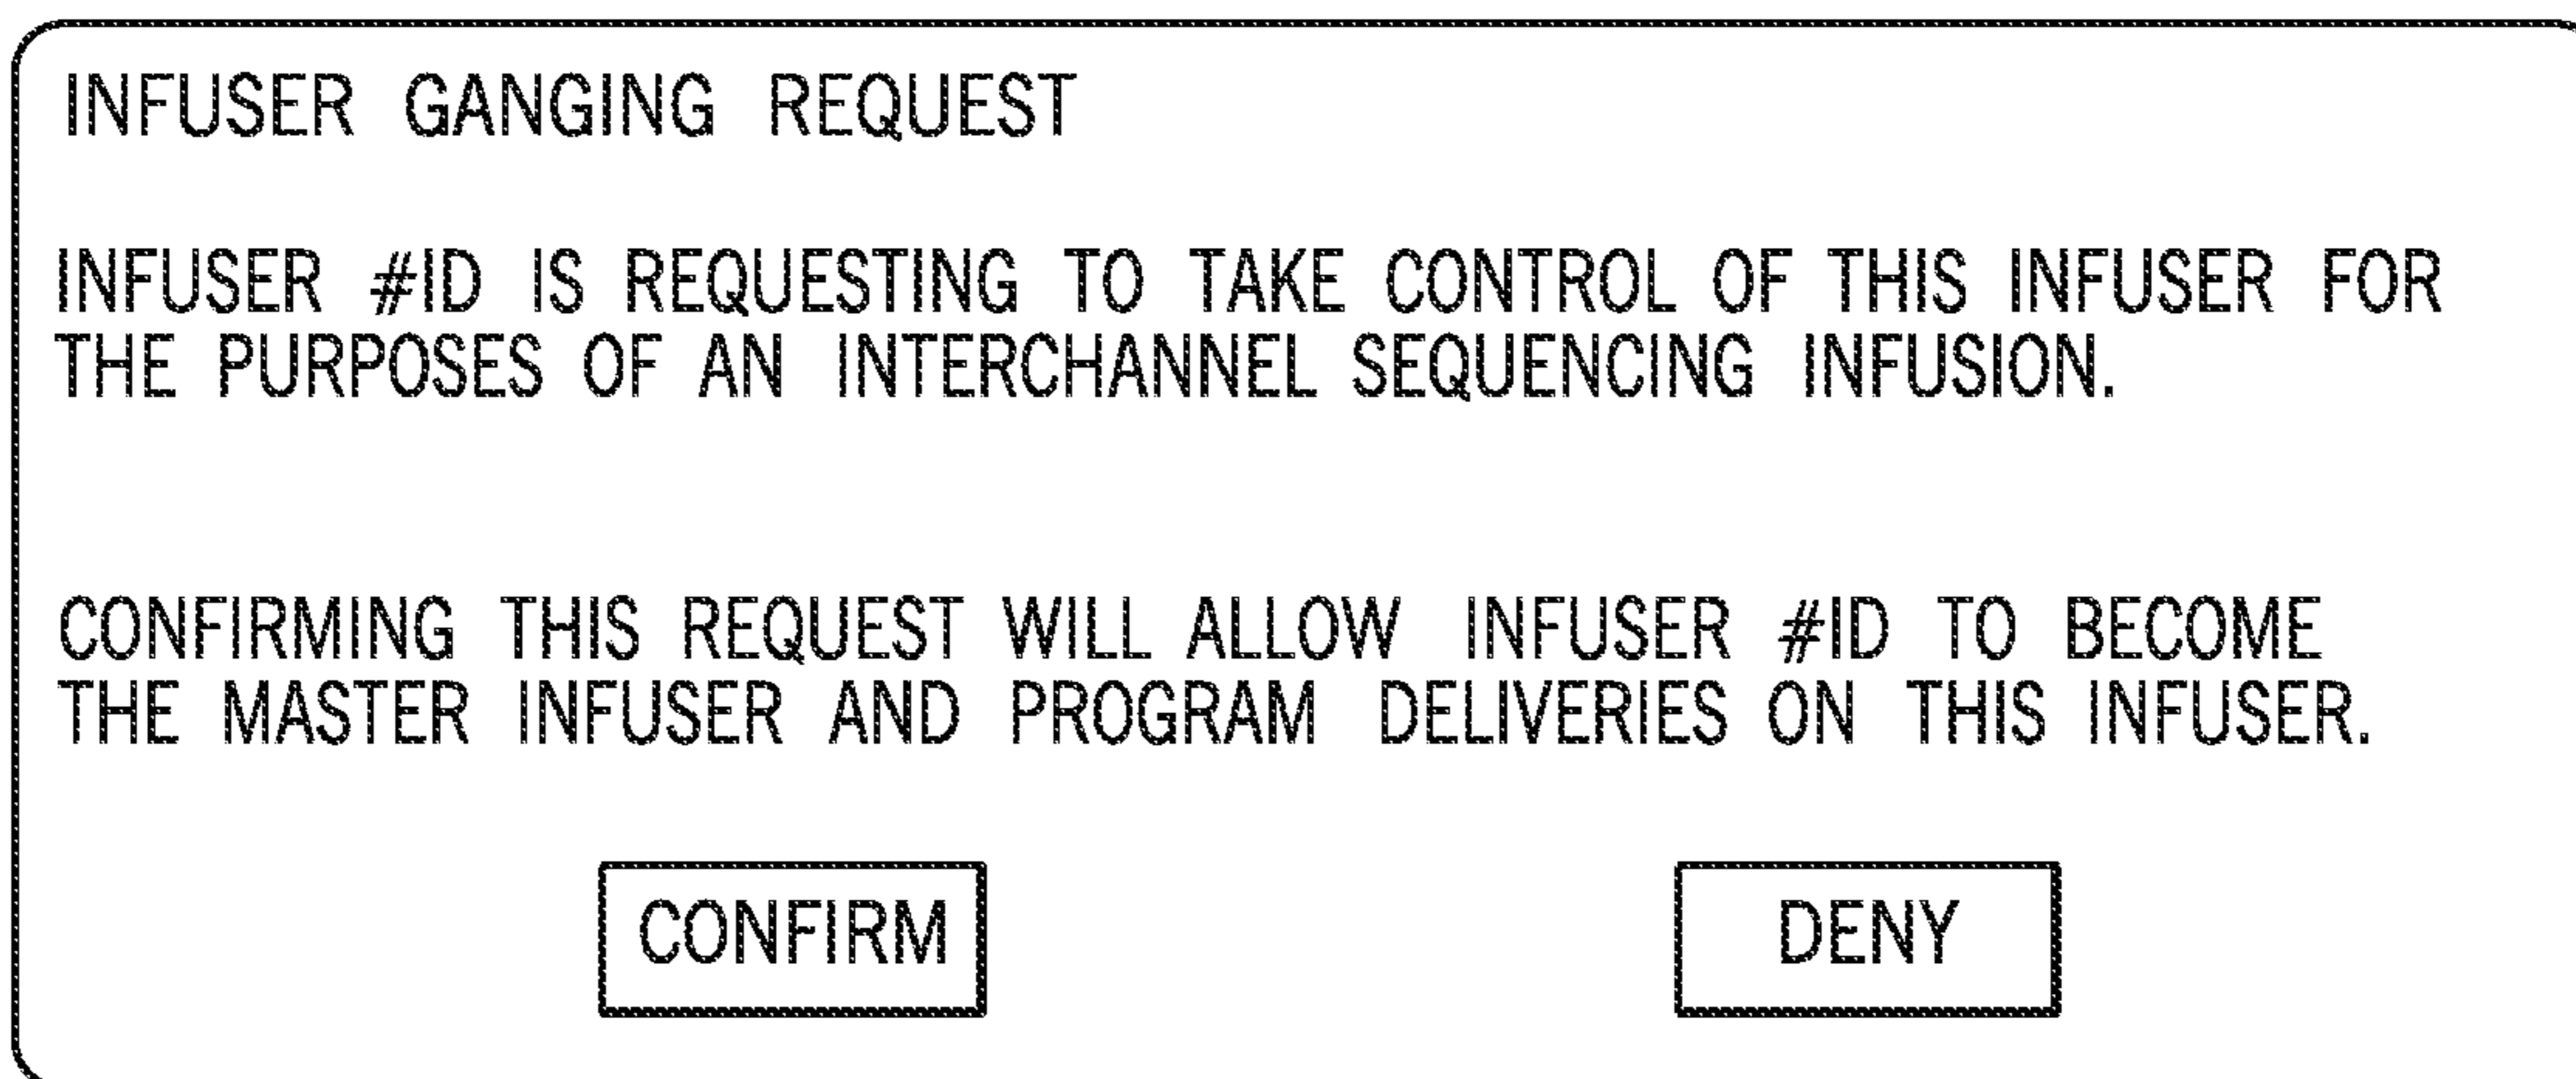 INFUSER GANGING REQUEST
INFUSER #ID IS REQUESTING TO TAKE CONTROL OF THIS INFUSER FOR
THE PURPOSES OF AN INTERCHANNEL SEQUENCING INFUSION.
CONFIRMING THIS REQUEST WILL ALLOW INFUSER #ID TO BECOME
THE MASTER INFUSER AND PROGRAM DELIVERIES ON THIS INFUSER.
CONFIRM
DENY